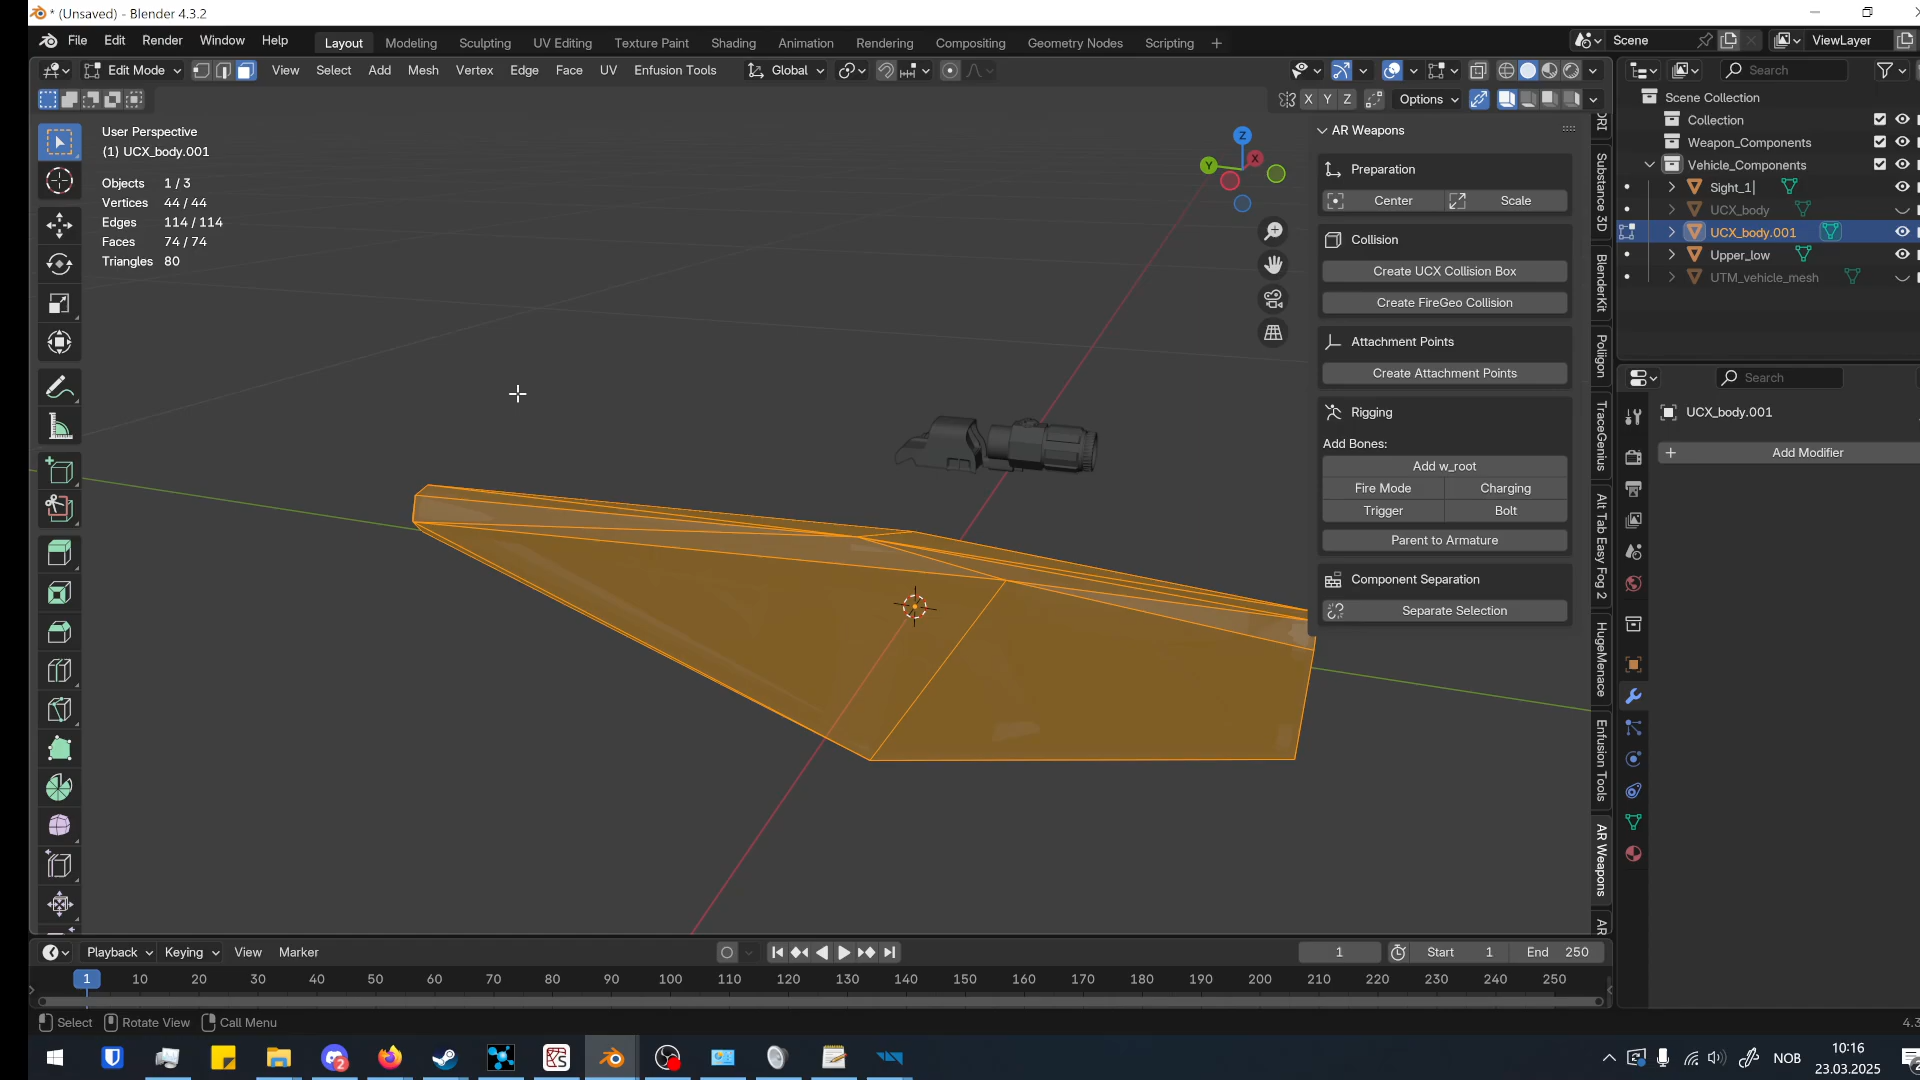 * (Unsaved) - Blender 4.3.2
File Edit Render Window Help Layout Modeling Sculpting UV Editing Texture Paint Shading Animation Rendering Compositing Geometry Nodes Scripting + Scene ViewLayer
Edit Mode View Select Add Mesh Vertex Edge Face UV Enfusion Tools Global Search
X Y Z Options
User Perspective
(1) UCX_body.001
Objects 1 / 3
Vertices 44 / 44
Edges 114 / 114
Faces 74 / 74
Triangles 80
Z
X
Y
AR Weapons
Preparation
Center Scale
Collision
Create UCX Collision Box
Create FireGeo Collision
Attachment Points
Create Attachment Points
Rigging
Add Bones:
Add w_root
Fire Mode Charging
Trigger Bolt
Parent to Armature
Component Separation
Separate Selection
Substance 3D
BlenderKit
Poliigon
TraceGenius
Alt Tab Easy Fog 2
HugeMenace
Enfusion Tools
AR Weapons
AR
Scene Collection
Collection
Weapon_Components
Vehicle_Components
Sight_1
UCX_body
UCX_body.001
Upper_low
UTM_vehicle_mesh
Search
UCX_body.001
+ Add Modifier
Playback Keying View Marker 1 Start 1 End 250
1 10 20 30 40 50 60 70 80 90 100 110 120 130 140 150 160 170 180 190 200 210 220 230 240 250
Select Rotate View Call Menu 4.3
2 NOB 10:16
23.03.2025